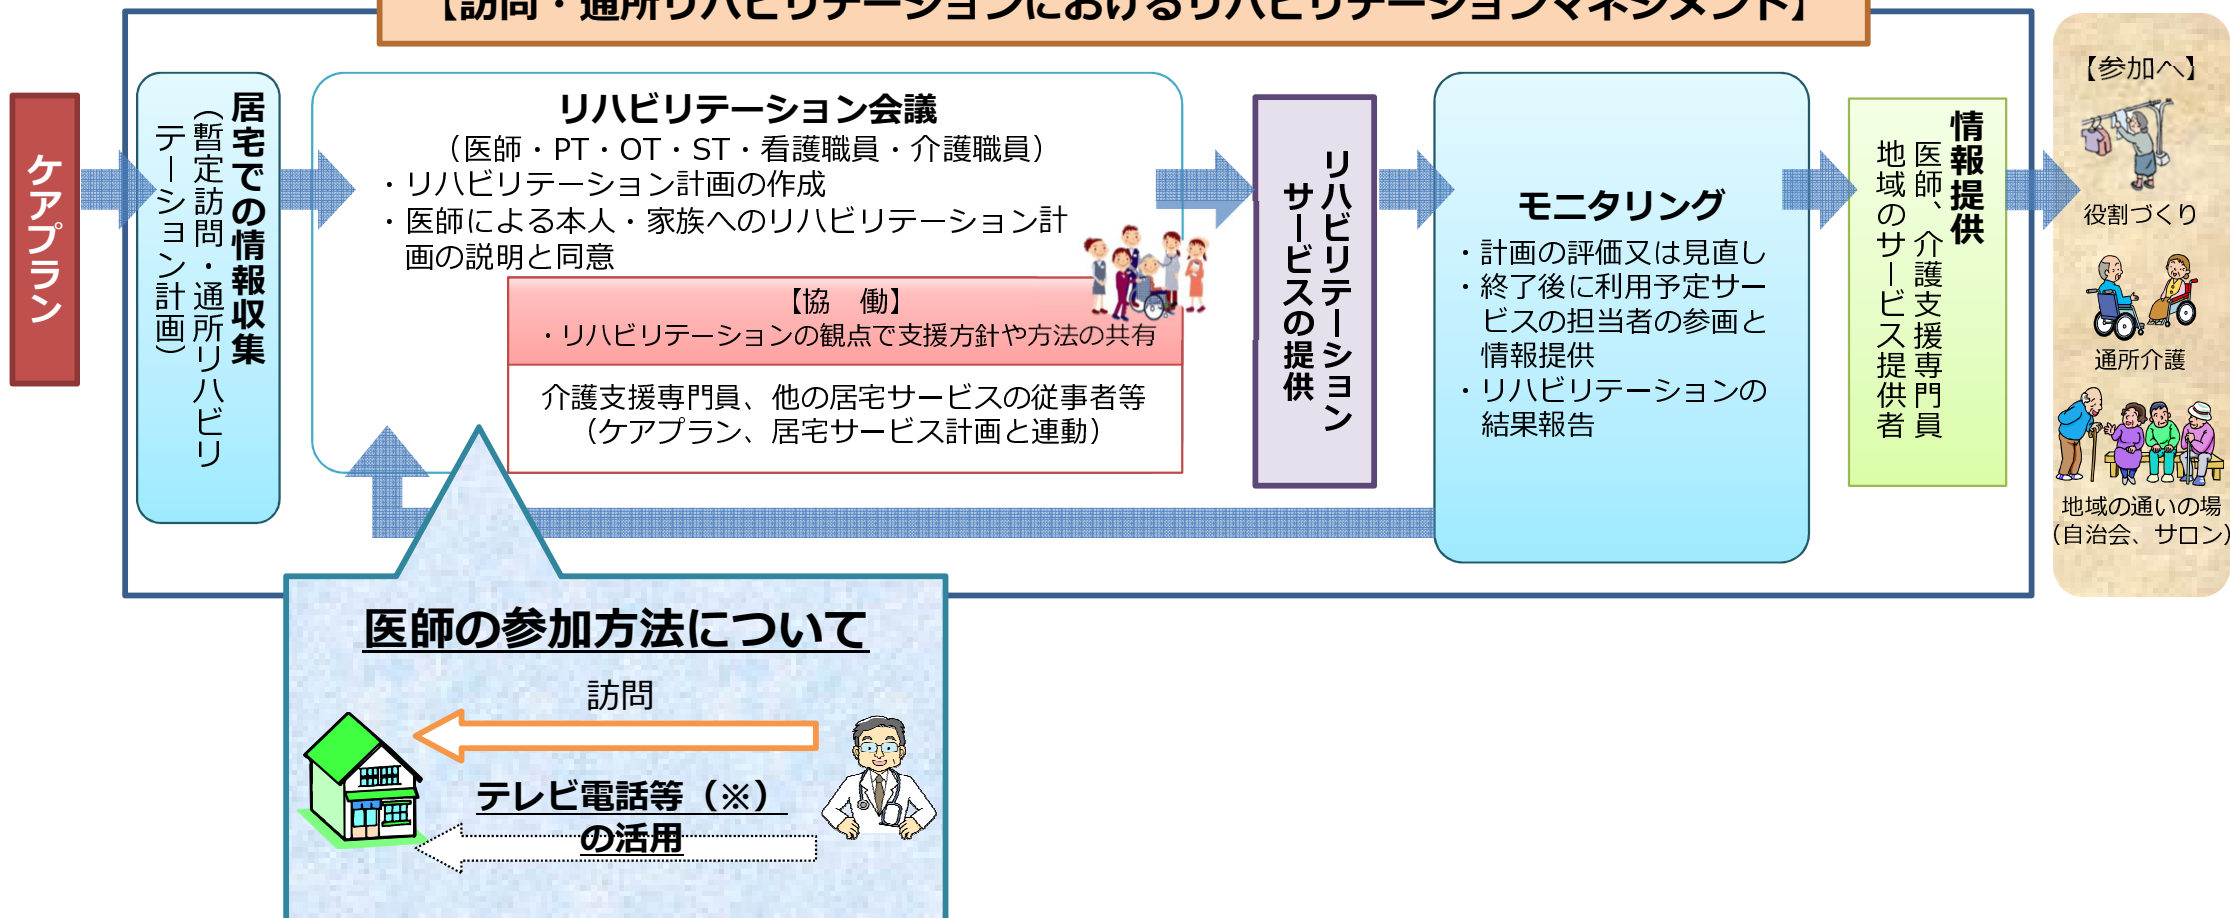 【訪問・通所リハビリテーションにおけるリハビリテーションマネジメント】
ケアプラン
居宅での情報収集
（暫定訪問・通所リハビリ
テーション計画）
リハビリテーション会議
（医師・PT・OT・ST・看護職員・介護職員）
・リハビリテーション計画の作成
・医師による本人・家族へのリハビリテーション計
画の説明と同意
【協　働】
・リハビリテーションの観点で支援方針や方法の共有
介護支援専門員、他の居宅サービスの従事者等
（ケアプラン、居宅サービス計画と連動）
リハビリテーション
サービスの提供
モニタリング
・計画の評価又は見直し
・終了後に利用予定サー
ビスの担当者の参画と
情報提供
・リハビリテーションの
結果報告
情報提供
医師、介護支援専門員
地域のサービス提供者
【参加へ】
役割づくり
通所介護
地域の通いの場
（自治会、サロン）
医師の参加方法について
訪問
テレビ電話等（※）
の活用